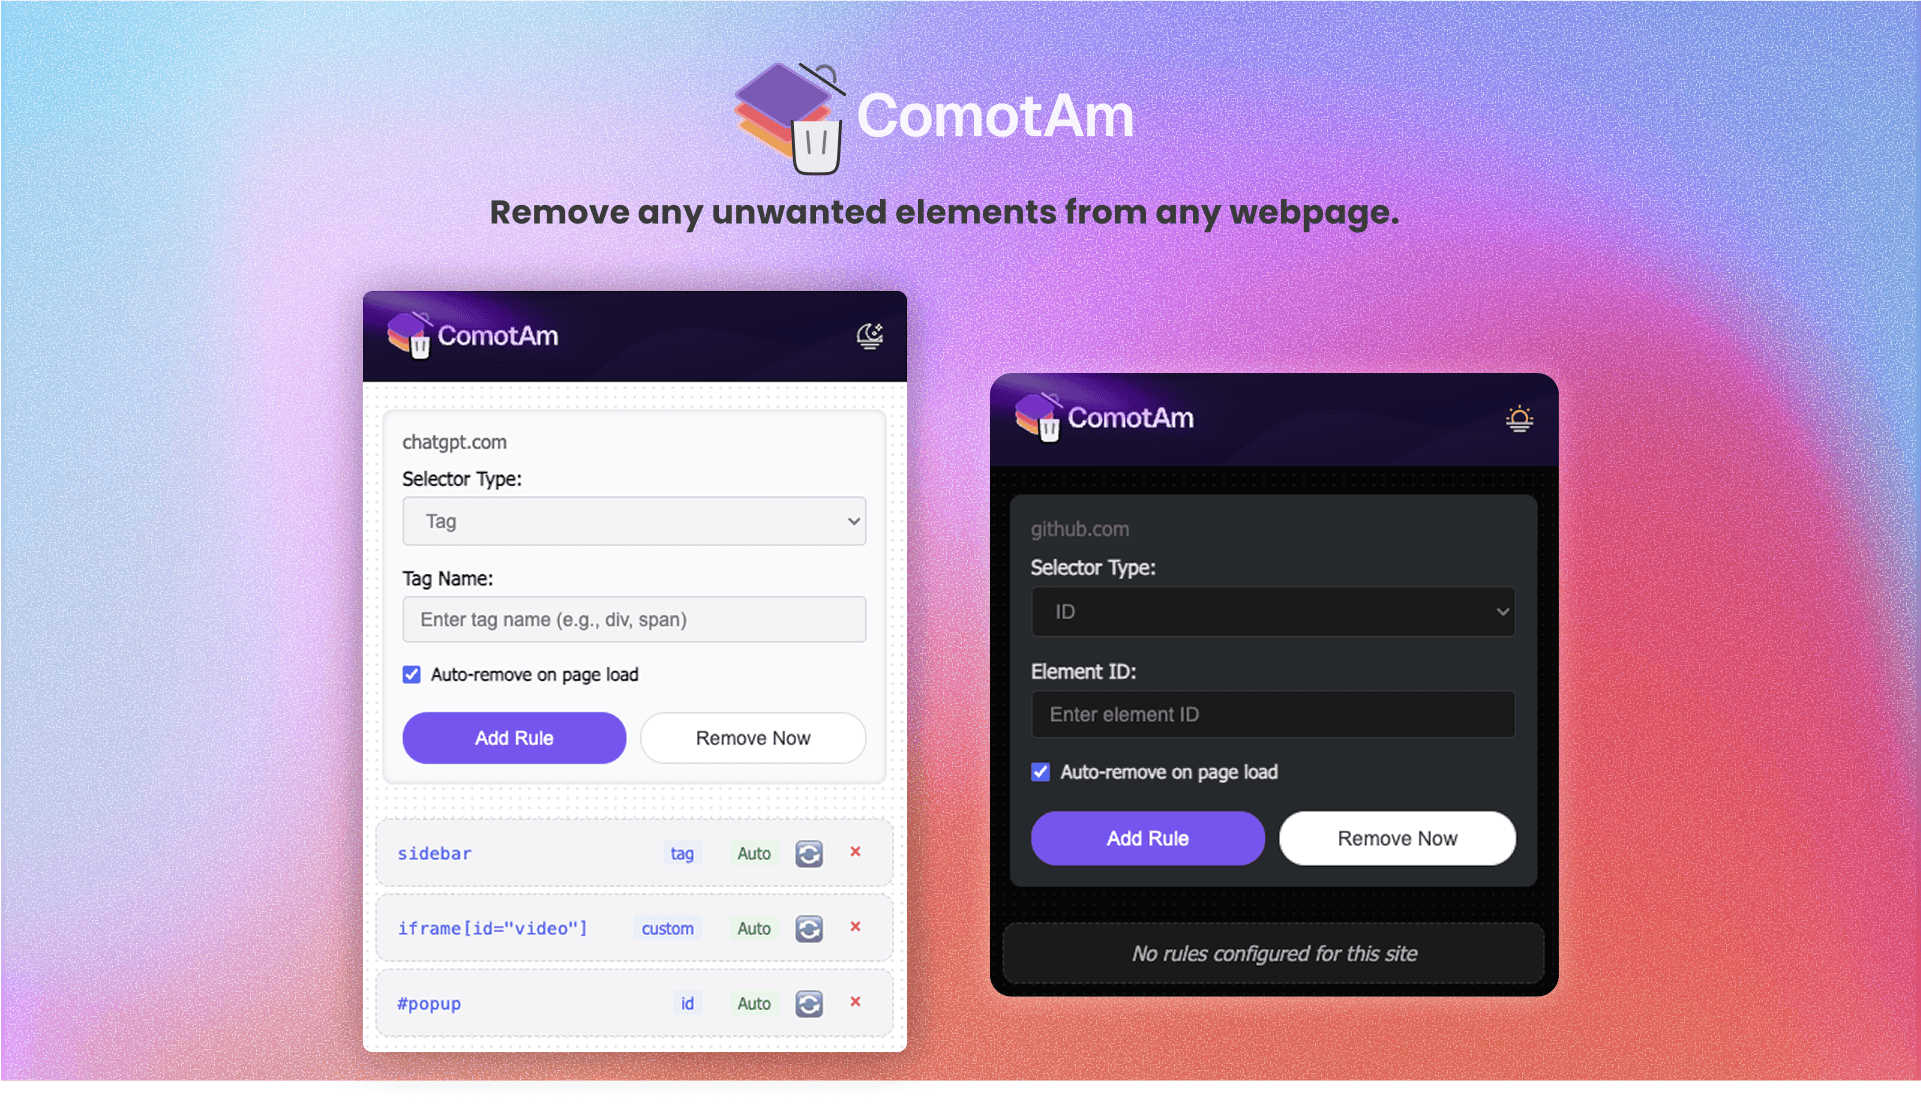 ComotAm
Remove any unwanted elements from any webpage.
ComotAm
chatgpt.com
Selector Type:
Tag
Tag Name:
Enter tag name (e.g., div, span)
Auto-remove on page load
Add Rule
Remove Now
sidebar tag Auto
iframe[id="video"] custom Auto
#popup id Auto
ComotAm
github.com
Selector Type:
ID
Element ID:
Enter element ID
Auto-remove on page load
Add Rule
Remove Now
No rules configured for this site